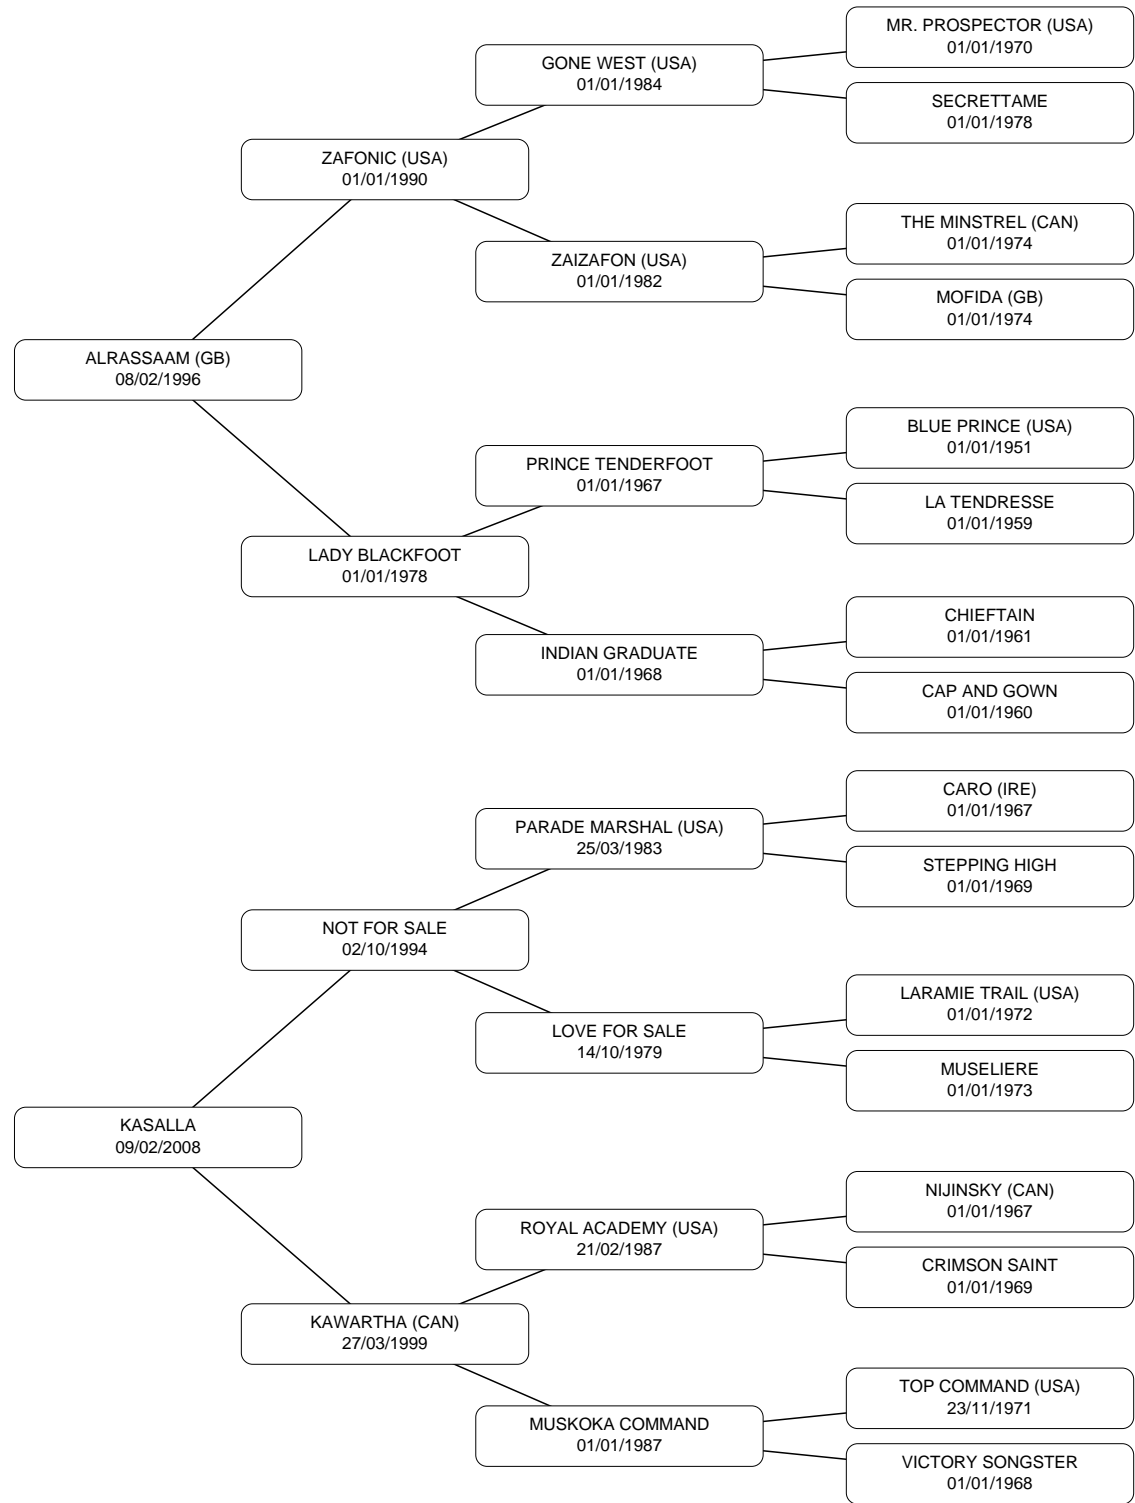 MR. PROSPECTOR (USA)
01/01/1970
GONE WEST (USA)
01/01/1984
SECRETTAME
01/01/1978
ZAFONIC (USA)
01/01/1990
THE MINSTREL (CAN)
01/01/1974
ZAIZAFON (USA)
01/01/1982
MOFIDA (GB)
01/01/1974
ALRASSAAM (GB)
08/02/1996
BLUE PRINCE (USA)
01/01/1951
PRINCE TENDERFOOT
01/01/1967
LA TENDRESSE
01/01/1959
LADY BLACKFOOT
01/01/1978
CHIEFTAIN
01/01/1961
INDIAN GRADUATE
01/01/1968
CAP AND GOWN
01/01/1960
CARO (IRE)
01/01/1967
PARADE MARSHAL (USA)
25/03/1983
STEPPING HIGH
01/01/1969
NOT FOR SALE
02/10/1994
LARAMIE TRAIL (USA)
01/01/1972
LOVE FOR SALE
14/10/1979
MUSELIERE
01/01/1973
KASALLA
09/02/2008
NIJINSKY (CAN)
01/01/1967
ROYAL ACADEMY (USA)
21/02/1987
CRIMSON SAINT
01/01/1969
KAWARTHA (CAN)
27/03/1999
TOP COMMAND (USA)
23/11/1971
MUSKOKA COMMAND
01/01/1987
VICTORY SONGSTER
01/01/1968